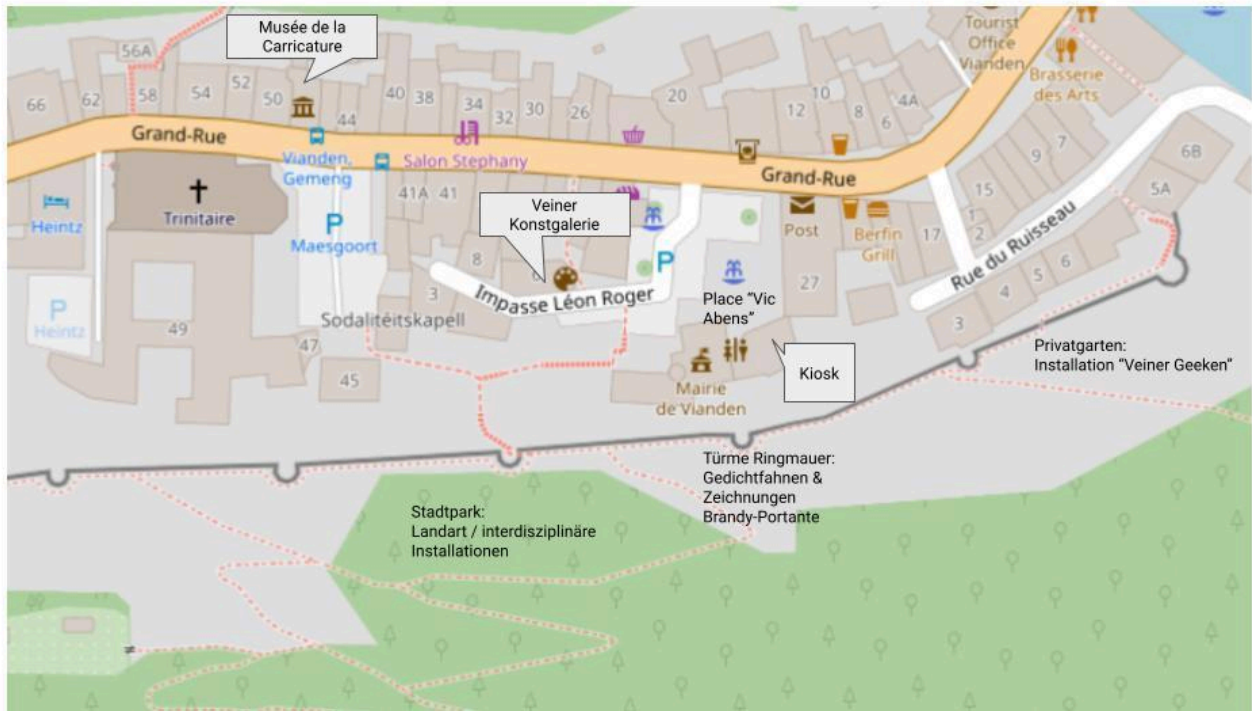 Musée de la
Carricature
Tourist
Office
Vianden
Brasserie
des Arts
56A
66
62
58
54
52
50
44
40
38
34
32
30
26
20
12
10
8
6
4A
Grand-Rue
Vianden,
Gemeng
Salon Stephany
Grand-Rue
9
7
6B
15
5A
Trinitaire
Heintz
P
Maesgoort
41A
41
Veiner
Konstgalerie
P
Post
Berfin
Grill
17
1
2
Rue du Ruisseau
8
6
3
Impasse Léon Roger
27
6
5
4
3
P
Heintz
49
47
45
Sodalitéitskapell
Place “Vic
Abens”
Kiosk
Mairie
de Vianden
Privatgarten:
Installation “Veiner Geeken”
Türme Ringmauer:
Gedichtfahnen &
Zeichnungen
Brandy-Portante
Stadtpark:
Landart / interdisziplinäre
Installationen